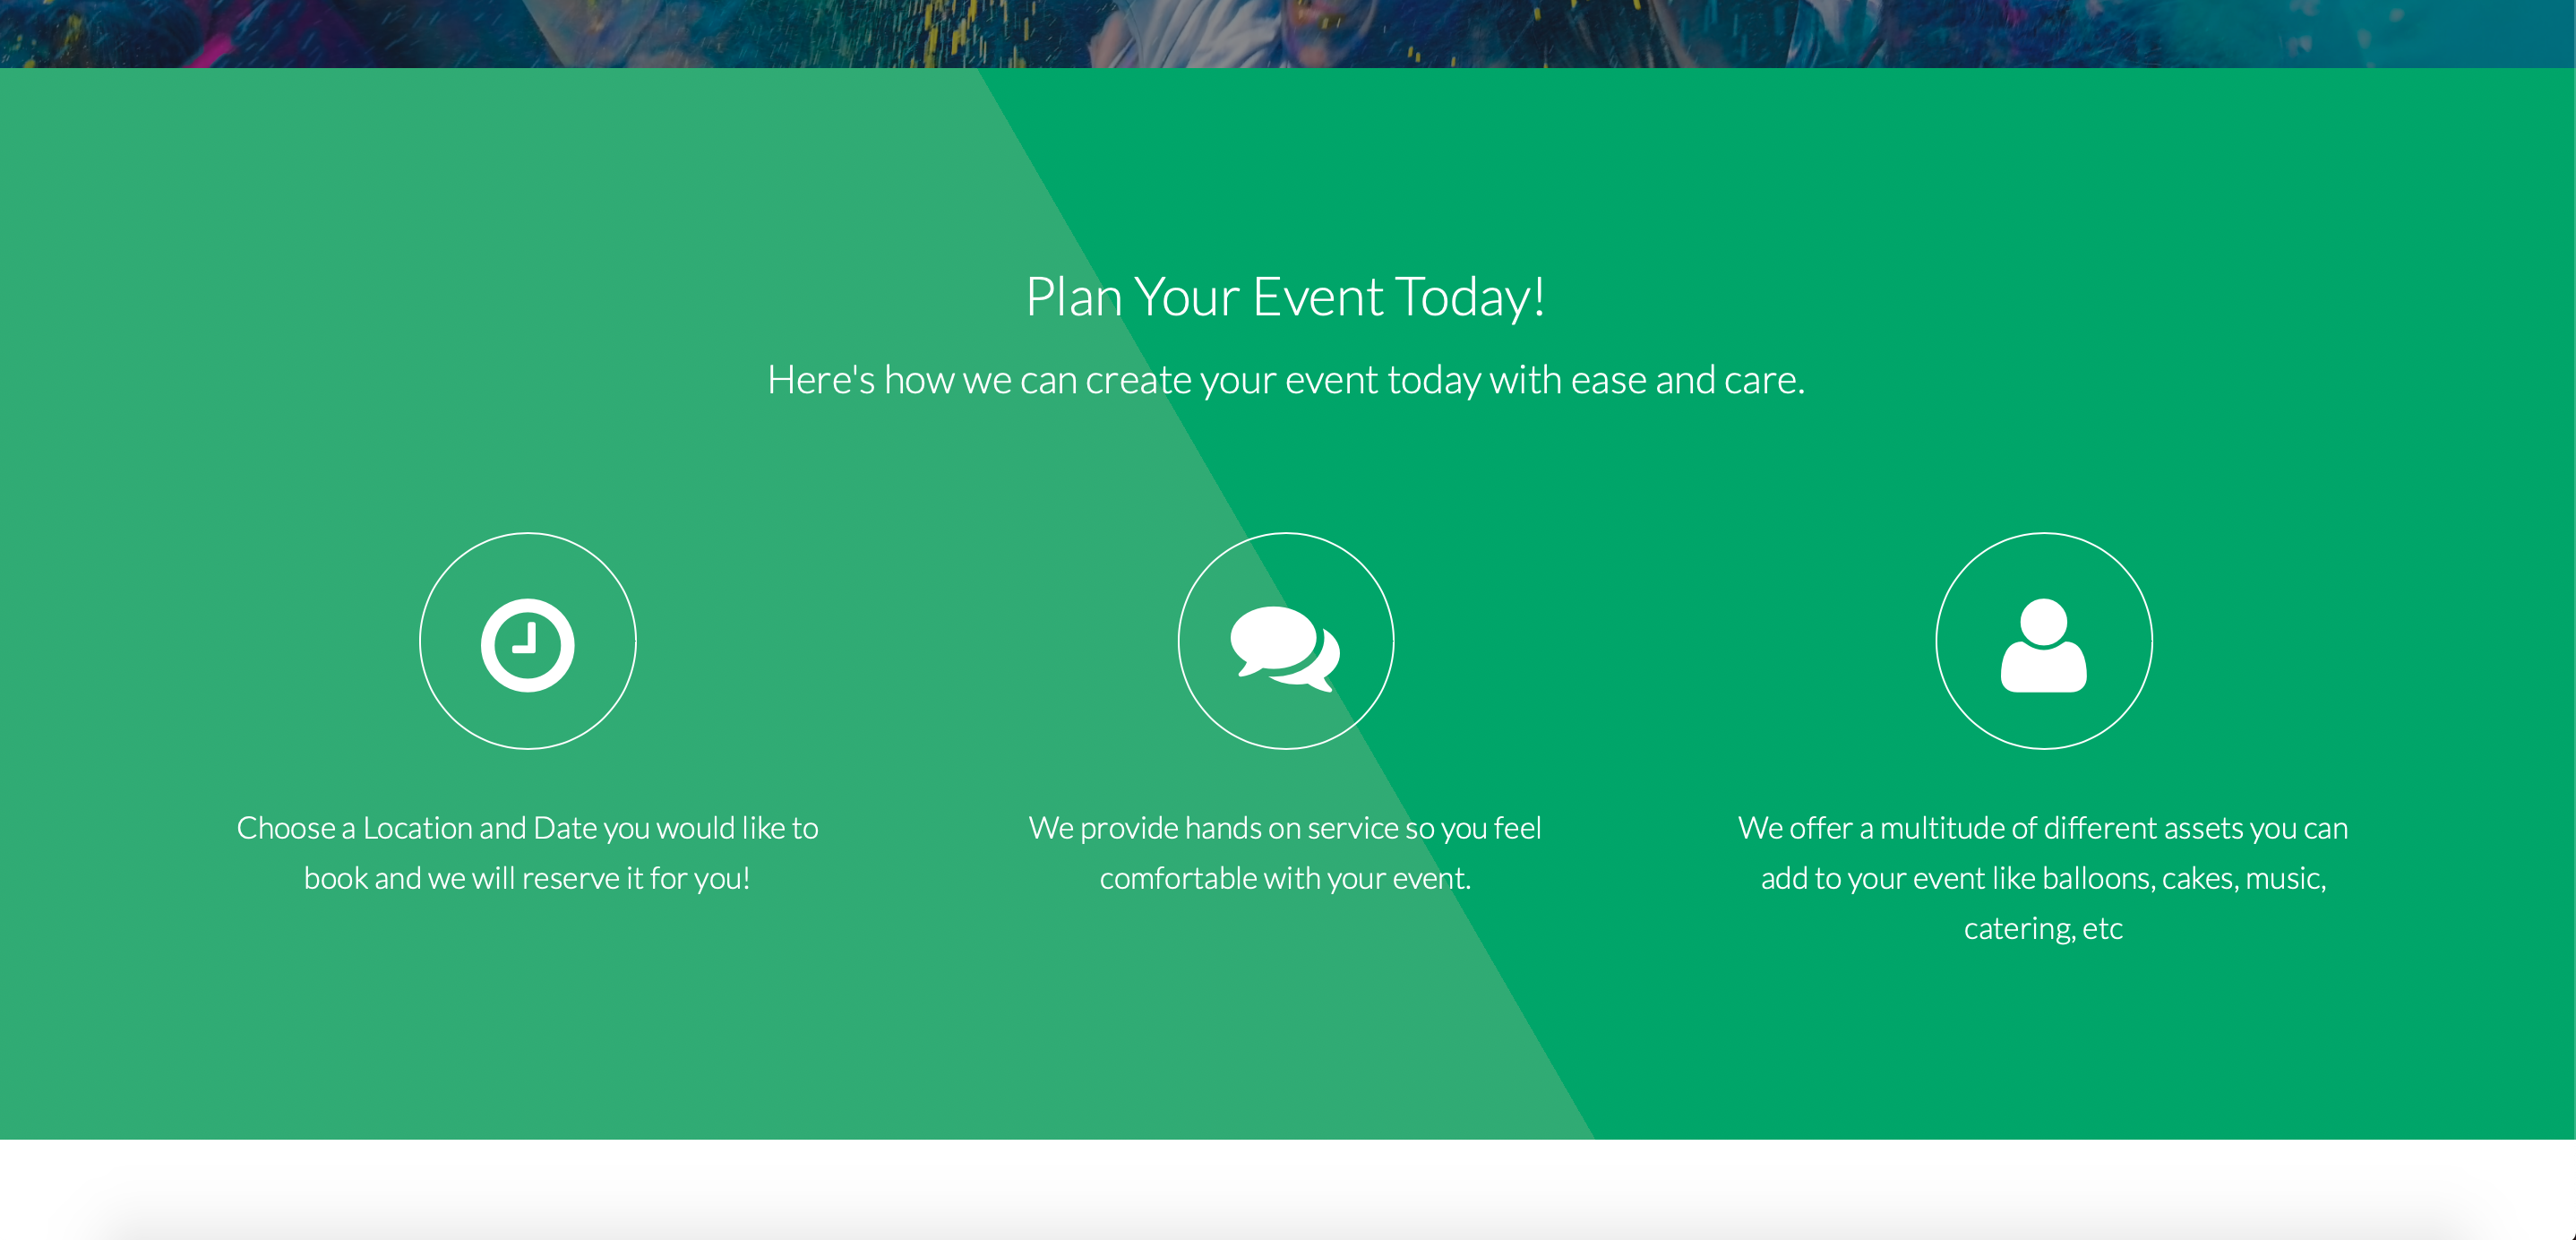 Plan Your Event Today!
Here's how we can create your event today with ease and care.
Choose a Location and Date you would like to
book and we will reserve it for you!
We provide hands on service so you feel
comfortable with your event.
We offer a multitude of different assets you can
add to your event like balloons, cakes, music,
catering, etc